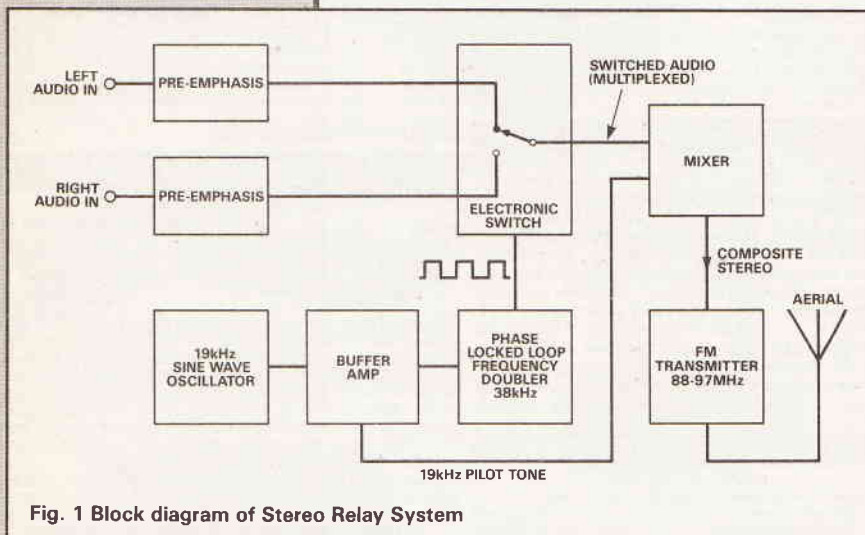 LEFT
AUDIO IN
PRE-EMPHASIS
SWITCHED AUDIO
(MULTIPLEXED)
MIXER
RIGHT
AUDIO IN
PRE-EMPHASIS
ELECTRONIC
SWITCH
COMPOSITE
STEREO
AERIAL
19kHz
SINE WAVE
OSCILLATOR
BUFFER
AMP
PHASE
LOCKED LOOP
FREQUENCY
DOUBLER
38kHz
FM
TRANSMITTER
88-97MHz
19kHz PILOT TONE
Fig. 1 Block diagram of Stereo Relay System